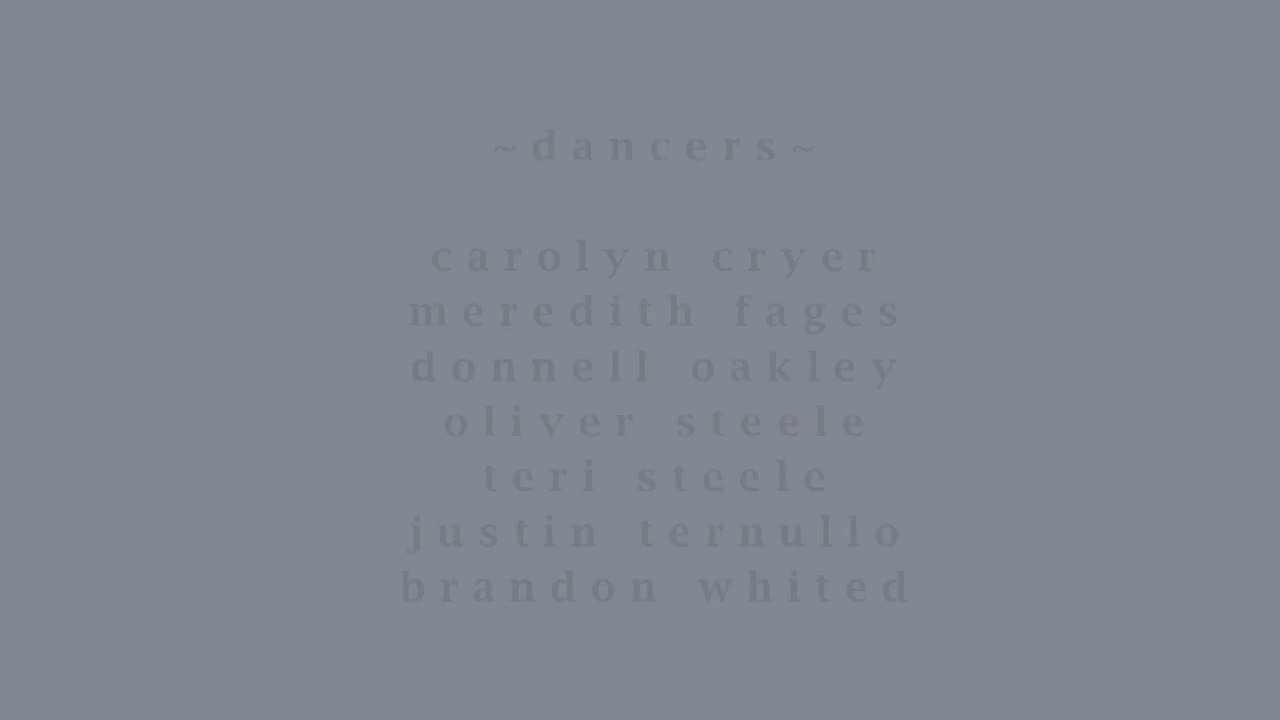 ~dancers~
carolyn cryer
meredith fages
donnell oakley
oliver steele
teri steele
justin ternullo
brandon whited